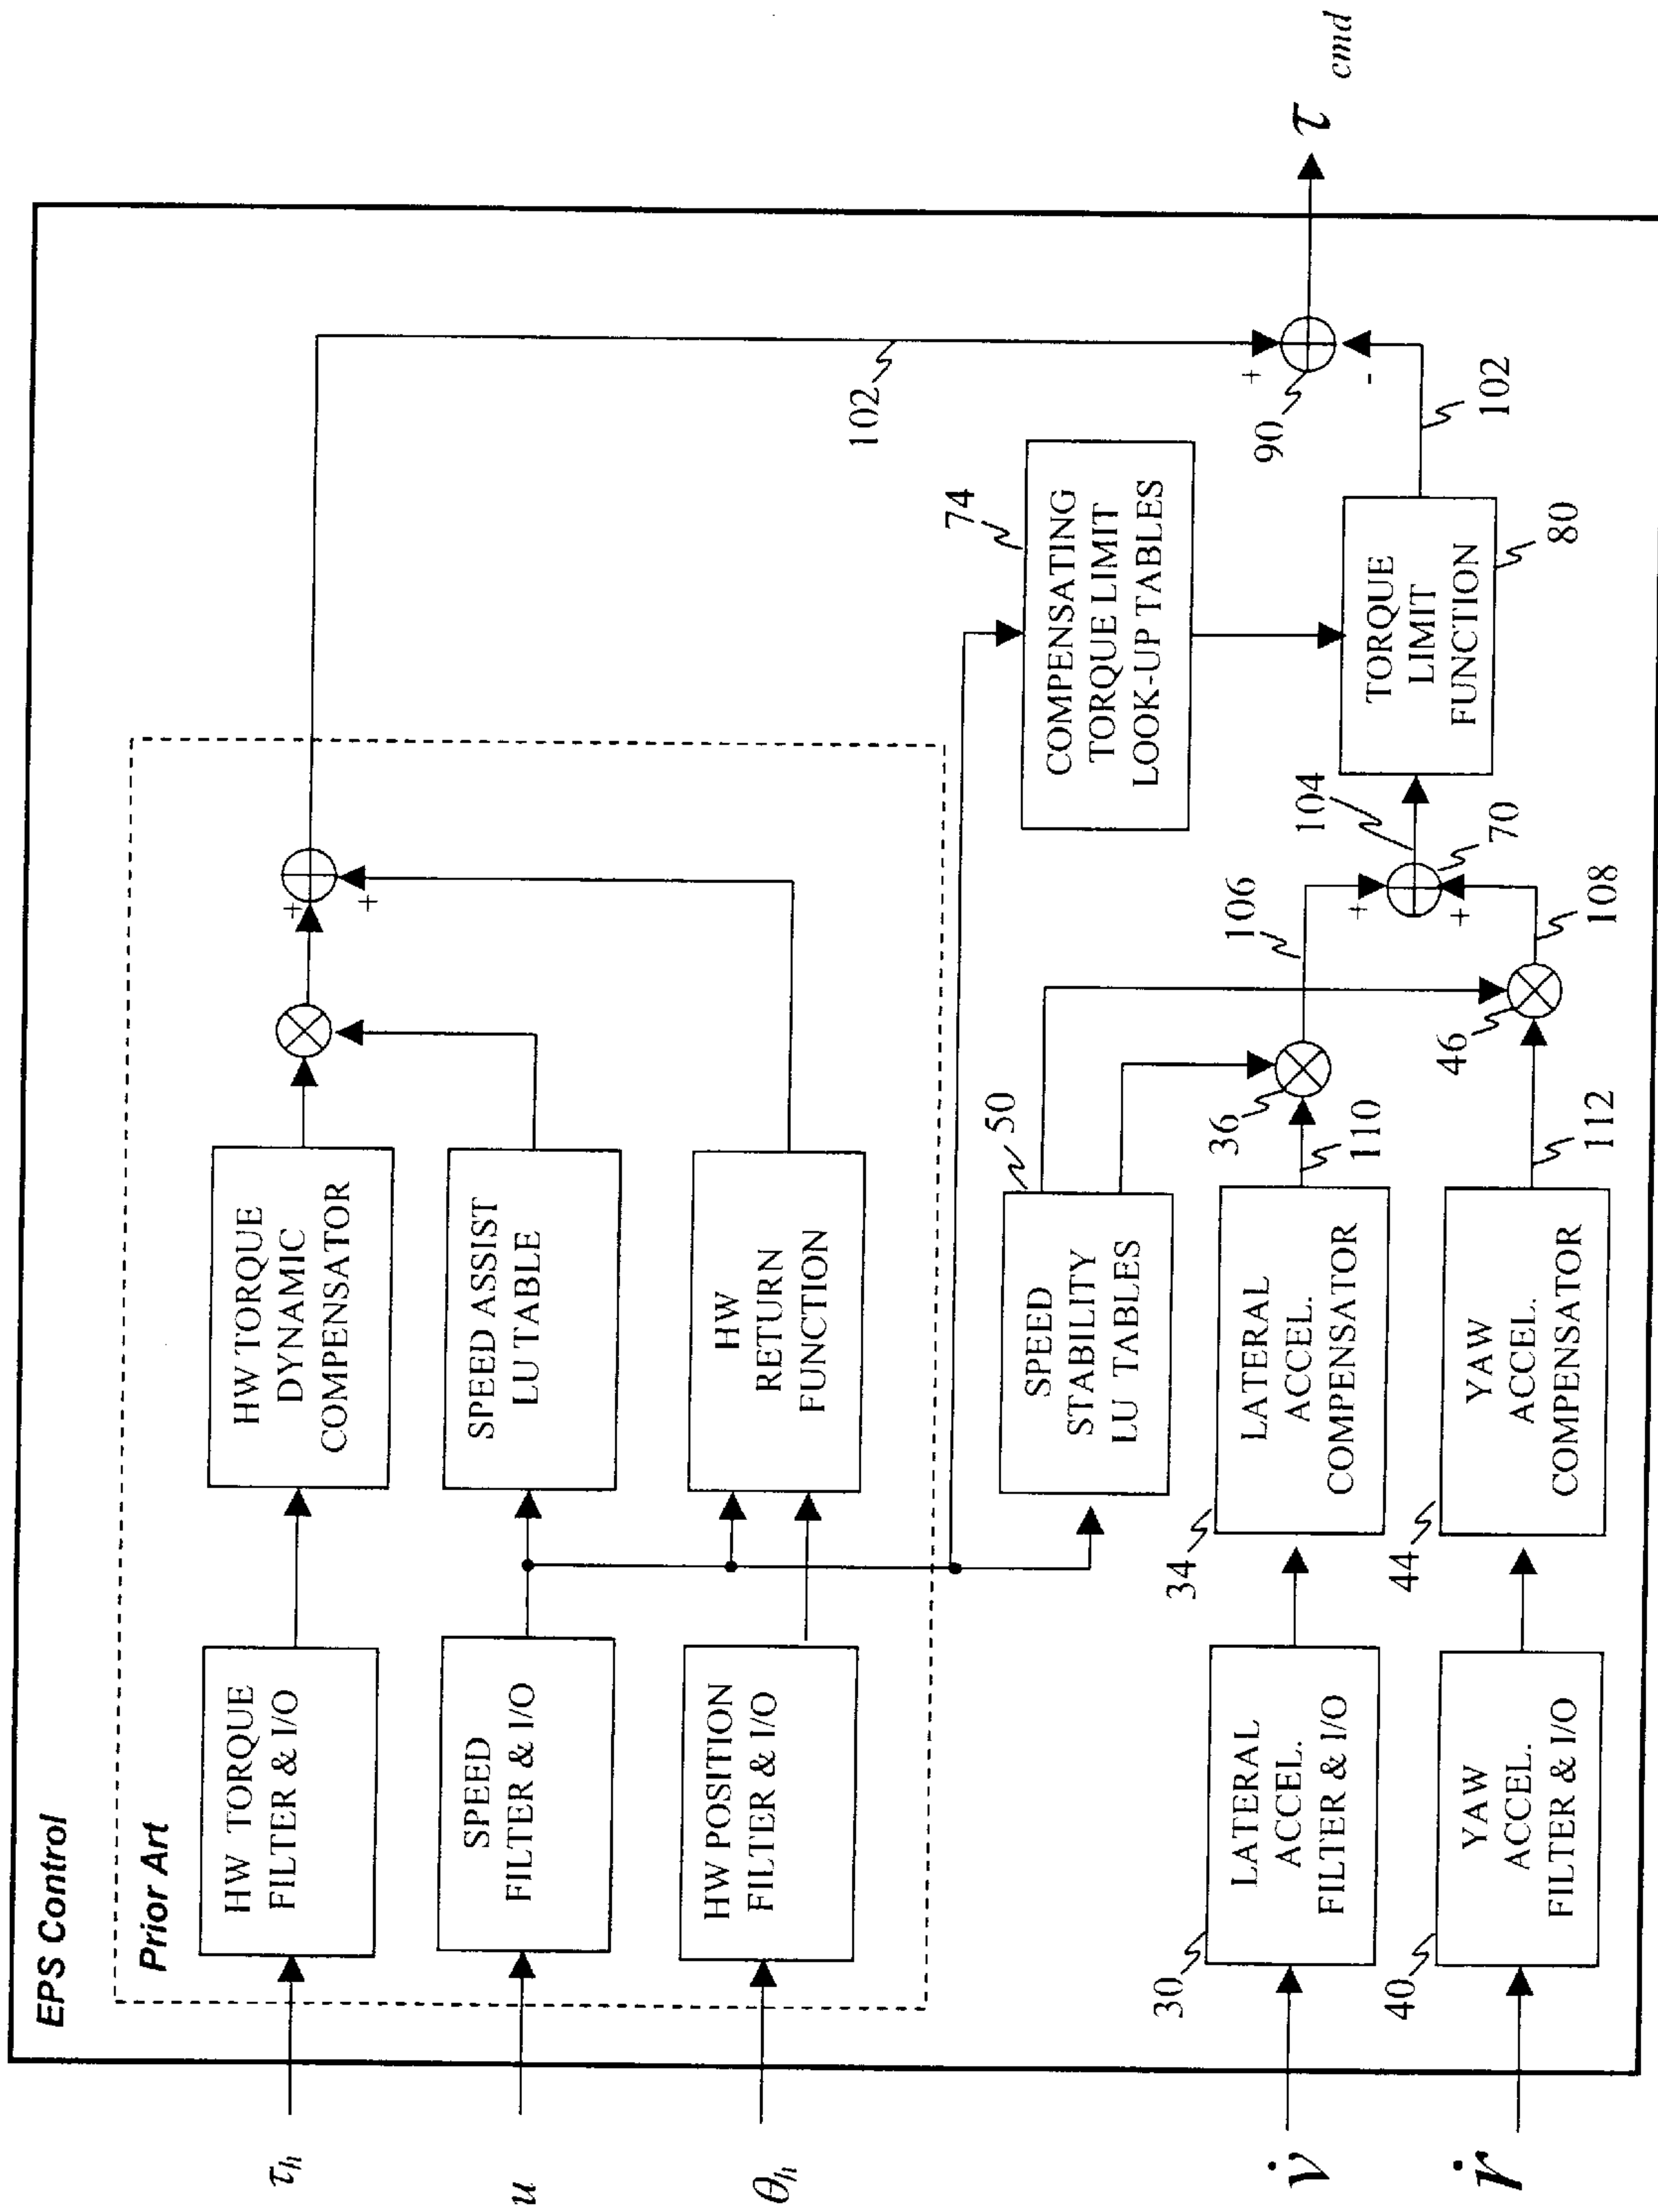 EPS Control
Prior Art
τh
HW TORQUE
FILTER & I/O
HW TORQUE
DYNAMIC
COMPENSATOR
+
+
u
SPEED
FILTER & I/O
SPEED ASSIST
LU TABLE
θh
HW POSITION
FILTER & I/O
HW
RETURN
FUNCTION
102
+
-
90
τ cmd
74
COMPENSATING
TORQUE LIMIT
LOOK-UP TABLES
50
SPEED
STABILITY
LU TABLES
v̇
30
LATERAL
ACCEL.
FILTER & I/O
34
LATERAL
ACCEL.
COMPENSATOR
110
36
106
+
+
104
70
TORQUE
LIMIT
FUNCTION
80
102
ṙ
40
YAW
ACCEL.
FILTER & I/O
44
YAW
ACCEL.
COMPENSATOR
112
46
108